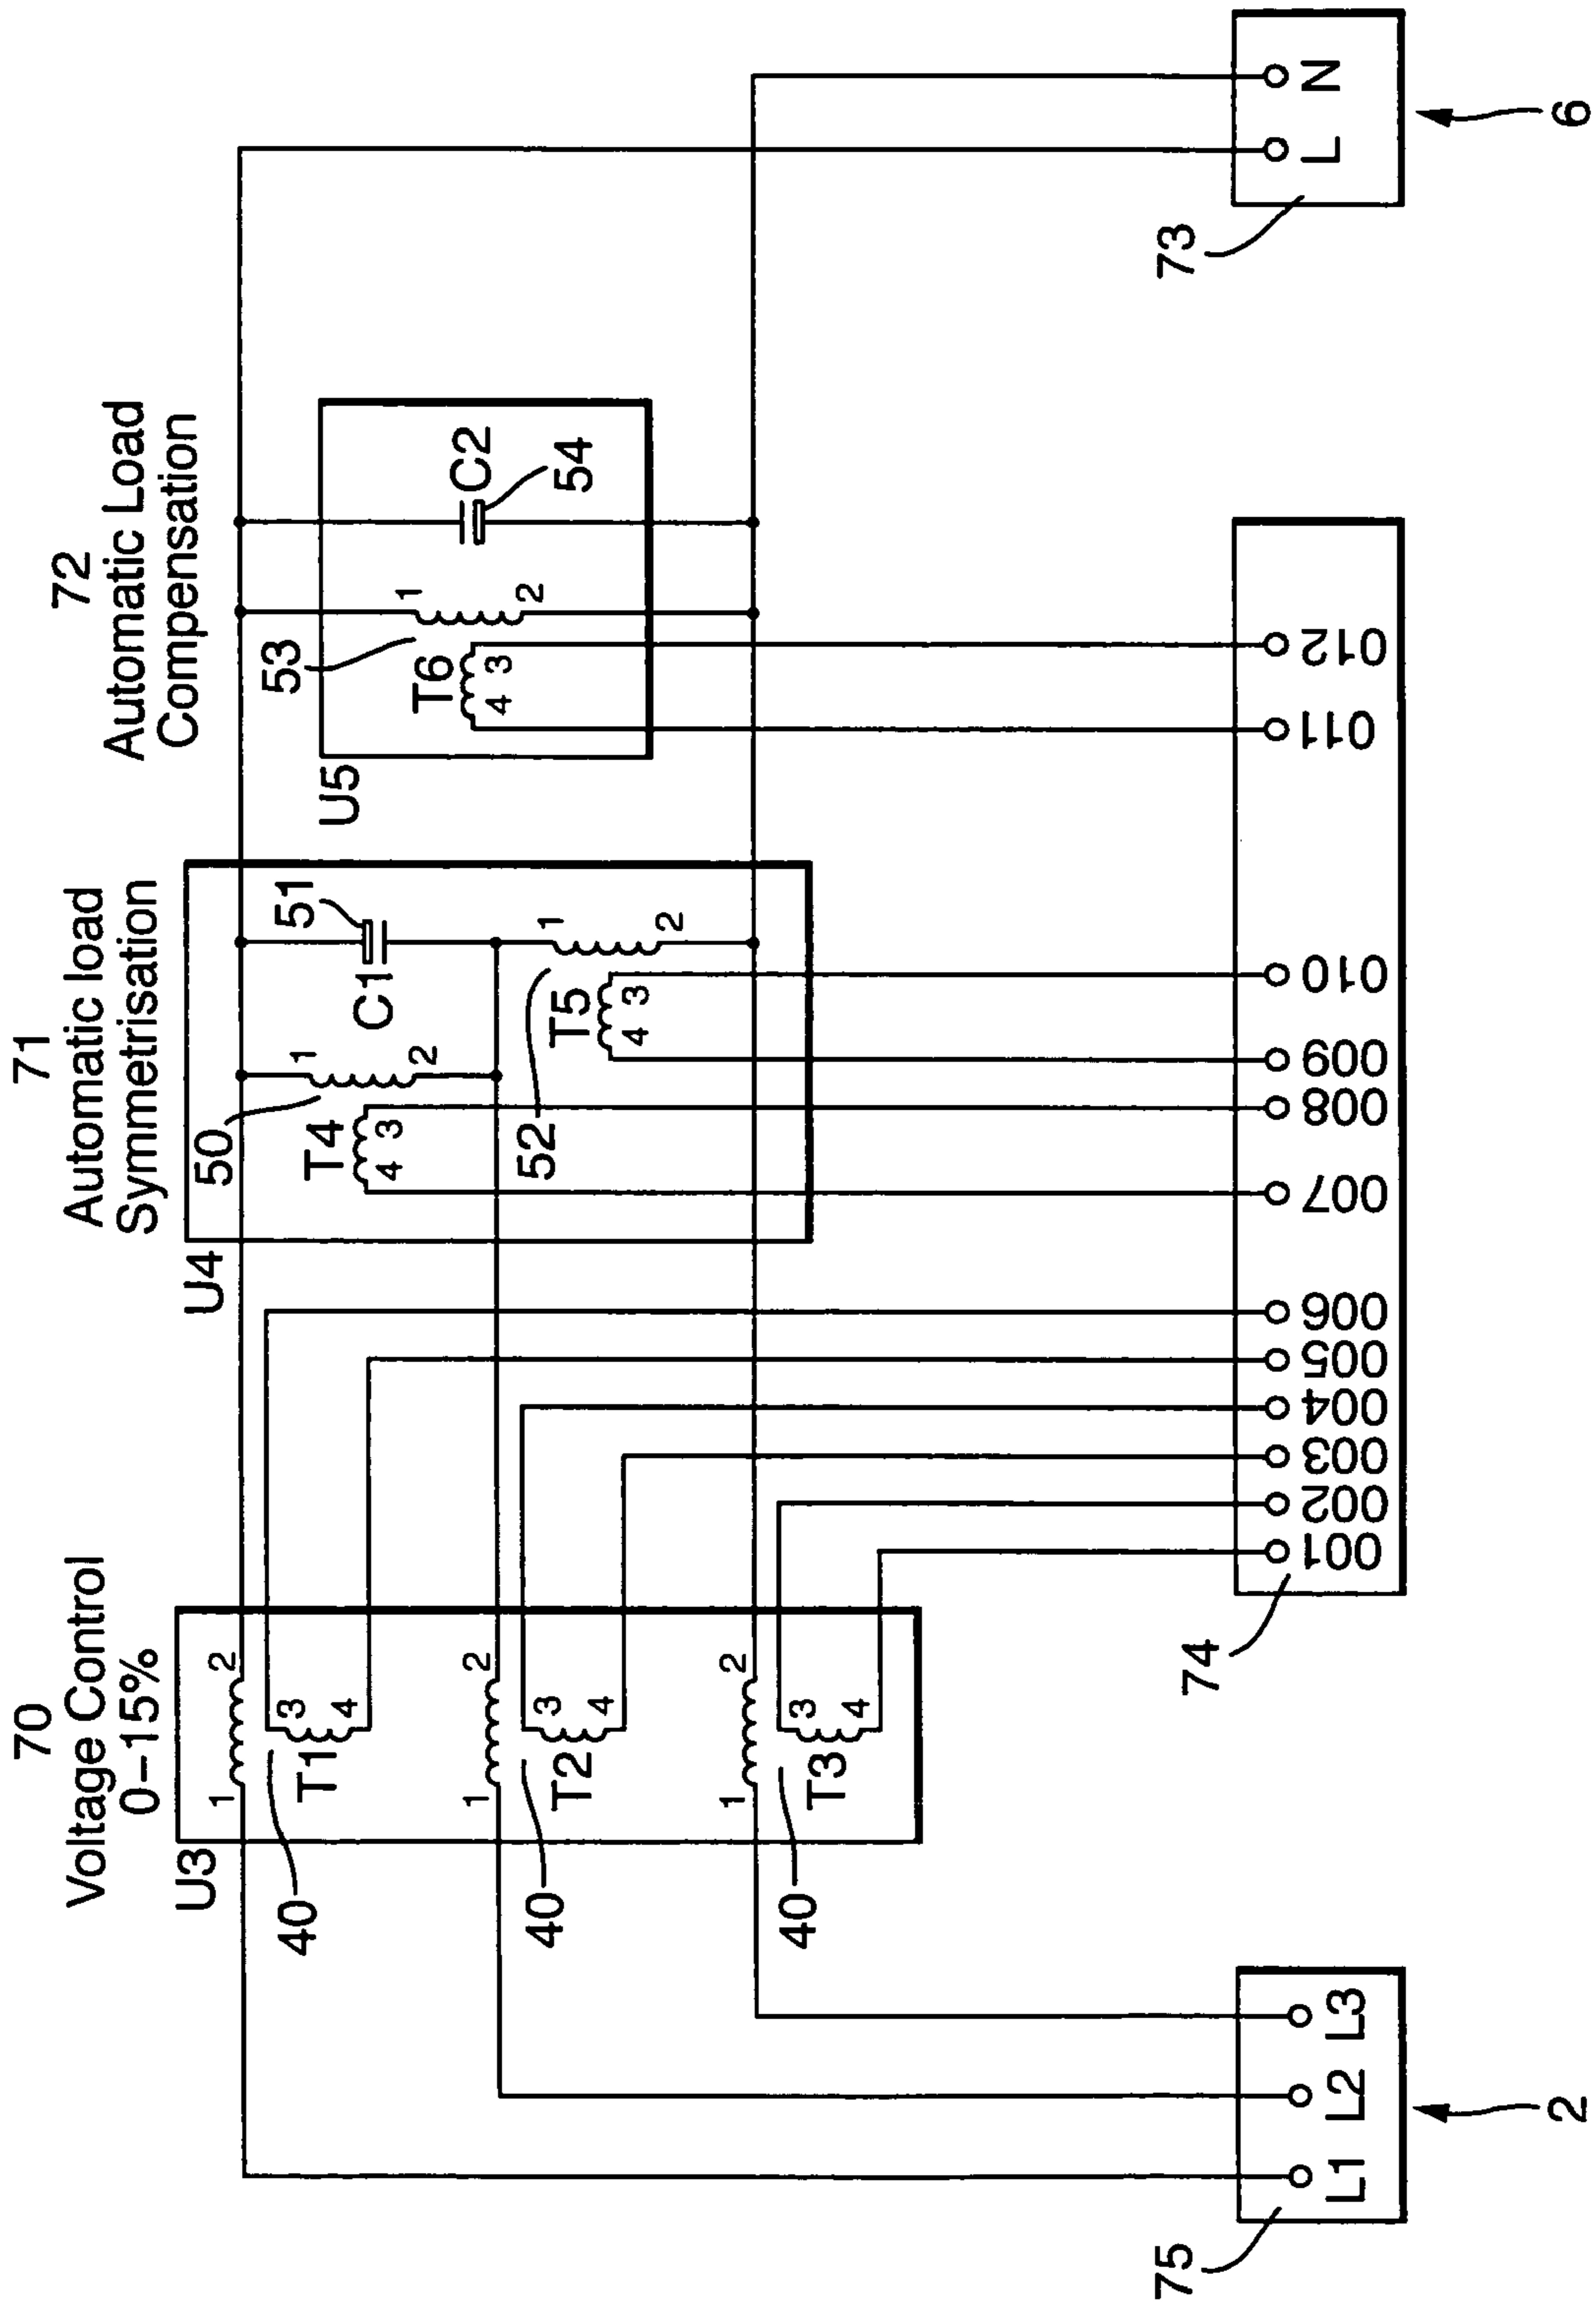 70
Voltage Control
0-15%
71
Automatic load
Symmetrisation
72
Automatic Load
Compensation
U3
U4
U5
1 2
3
4
40
T1
1 2
3
4
40
T2
1 2
3
4
40
T3
50
1
2
T4
4 3
51
C1
52
1
2
T5
4 3
53
1
2
T6
4 3
C2
54
75
L1 L2 L3
2
74
001 002 003 004 005 006 007 008 009 010 011 012
73
L N
6